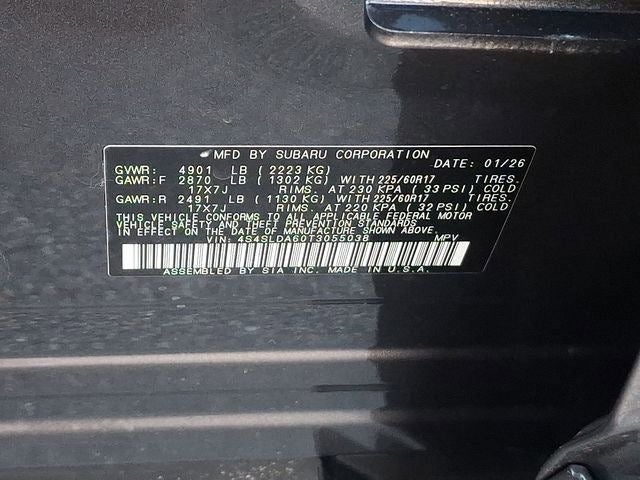 MFD BY SUBARU CORPORATION
GVWR: 4901 LB ( 2223 KG) DATE: 01/26
GAWR:F 2870 LB ( 1302 KG) WITH 225/60R17 TIRES.
17X7J RIMS. AT 230 KPA ( 33 PSI) COLD
GAWR:R 2491 LB ( 1130 KG) WITH 225/60R17 TIRES.
17X7J RIMS. AT 220 KPA ( 32 PSI) COLD
THIS VEHICLE CONFORMS TO ALL APPLICABLE FEDERAL MOTOR
VEHICLE SAFETY AND THEFT PREVENTION STANDARDS
IN EFFECT ON THE DATE OF MANUFACTURE SHOWN ABOVE.
VIN: 4S4SLDA60T3055038 MPV
ASSEMBLED BY SIA INC. MADE IN U.S.A.